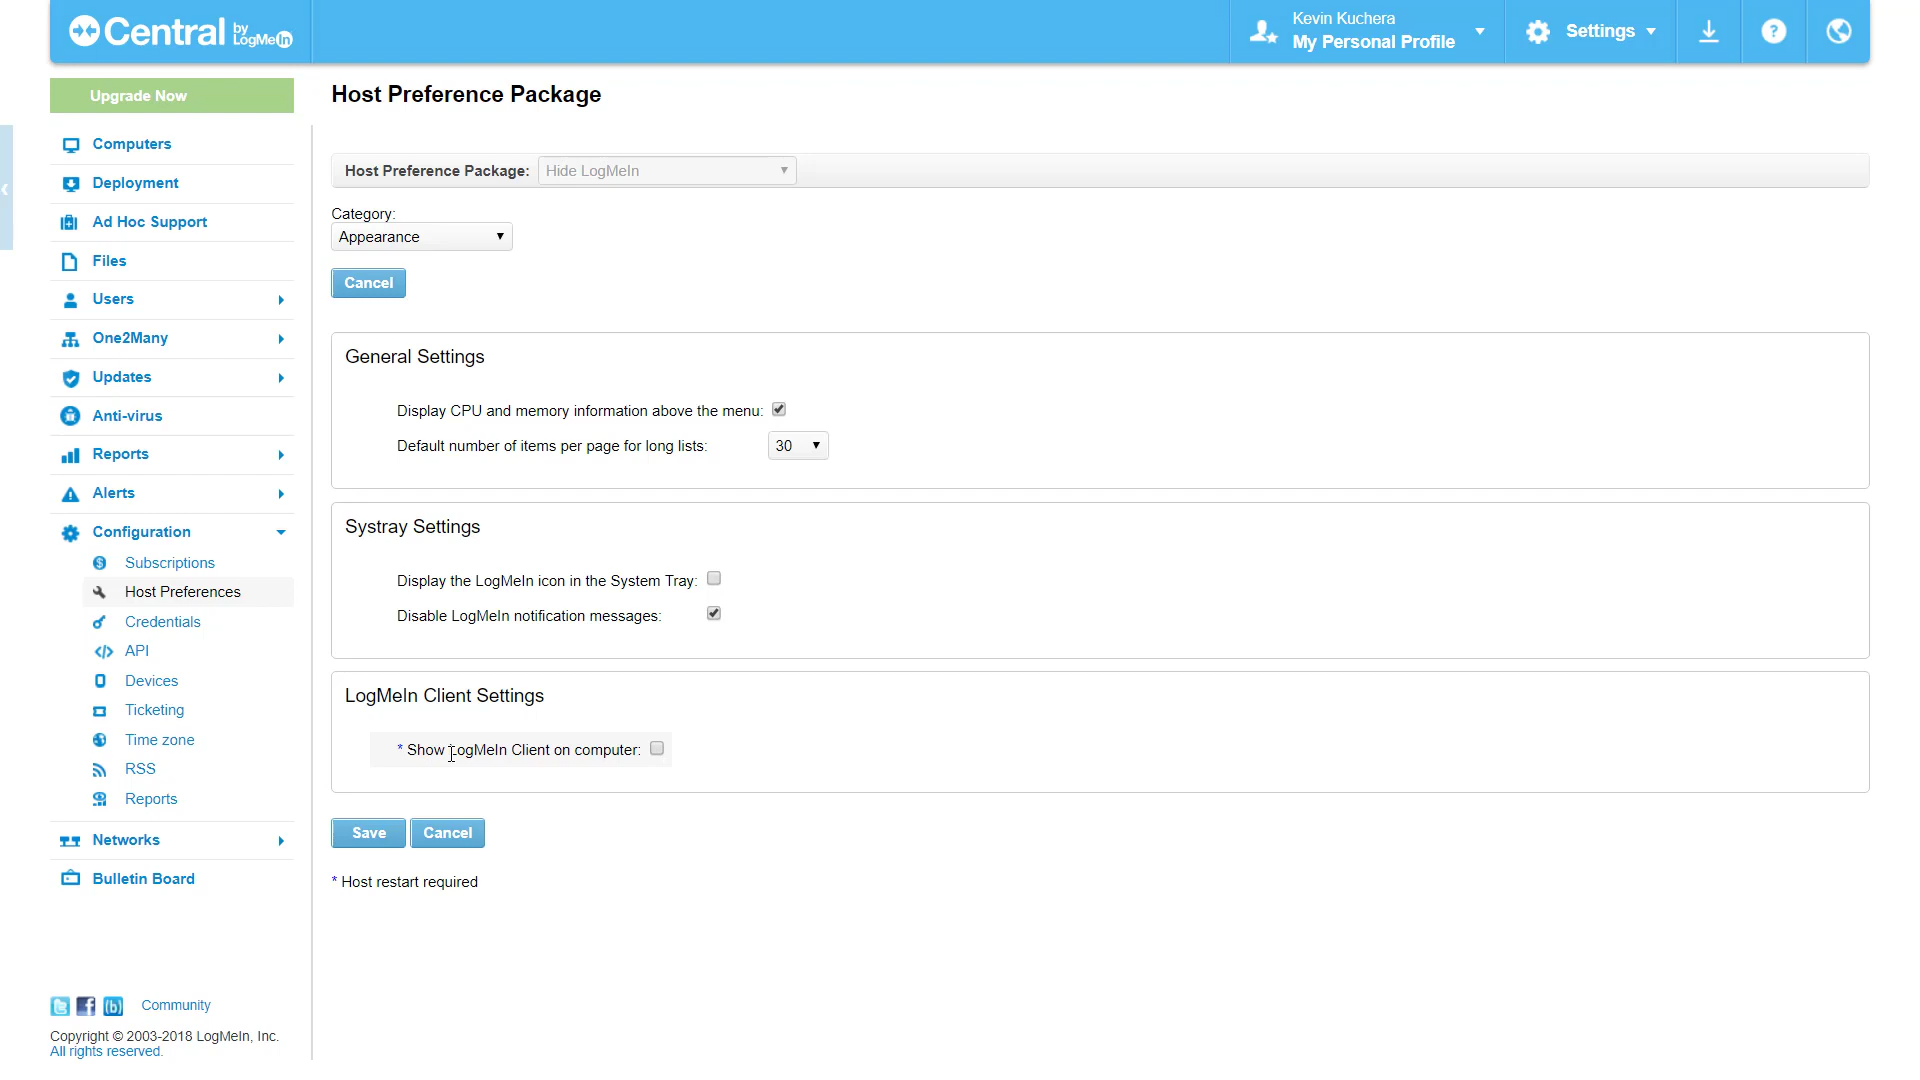 Central by LogMeIn
Kevin Kuchera
My Personal Profile
Settings
?
Upgrade Now
Computers
Deployment
Ad Hoc Support
Files
Users
One2Many
Updates
Anti-virus
Reports
Alerts
Configuration
Subscriptions
Host Preferences
Credentials
API
Devices
Ticketing
Time zone
RSS
Reports
Networks
Bulletin Board
Community
Copyright © 2003-2018 LogMeIn, Inc.
All rights reserved.
Host Preference Package
Host Preference Package: Hide LogMeIn
Category:
Appearance
Cancel
General Settings
Display CPU and memory information above the menu:
Default number of items per page for long lists: 30
Systray Settings
Display the LogMeIn icon in the System Tray:
Disable LogMeIn notification messages:
LogMeIn Client Settings
* Show LogMeIn Client on computer:
Save Cancel
* Host restart required